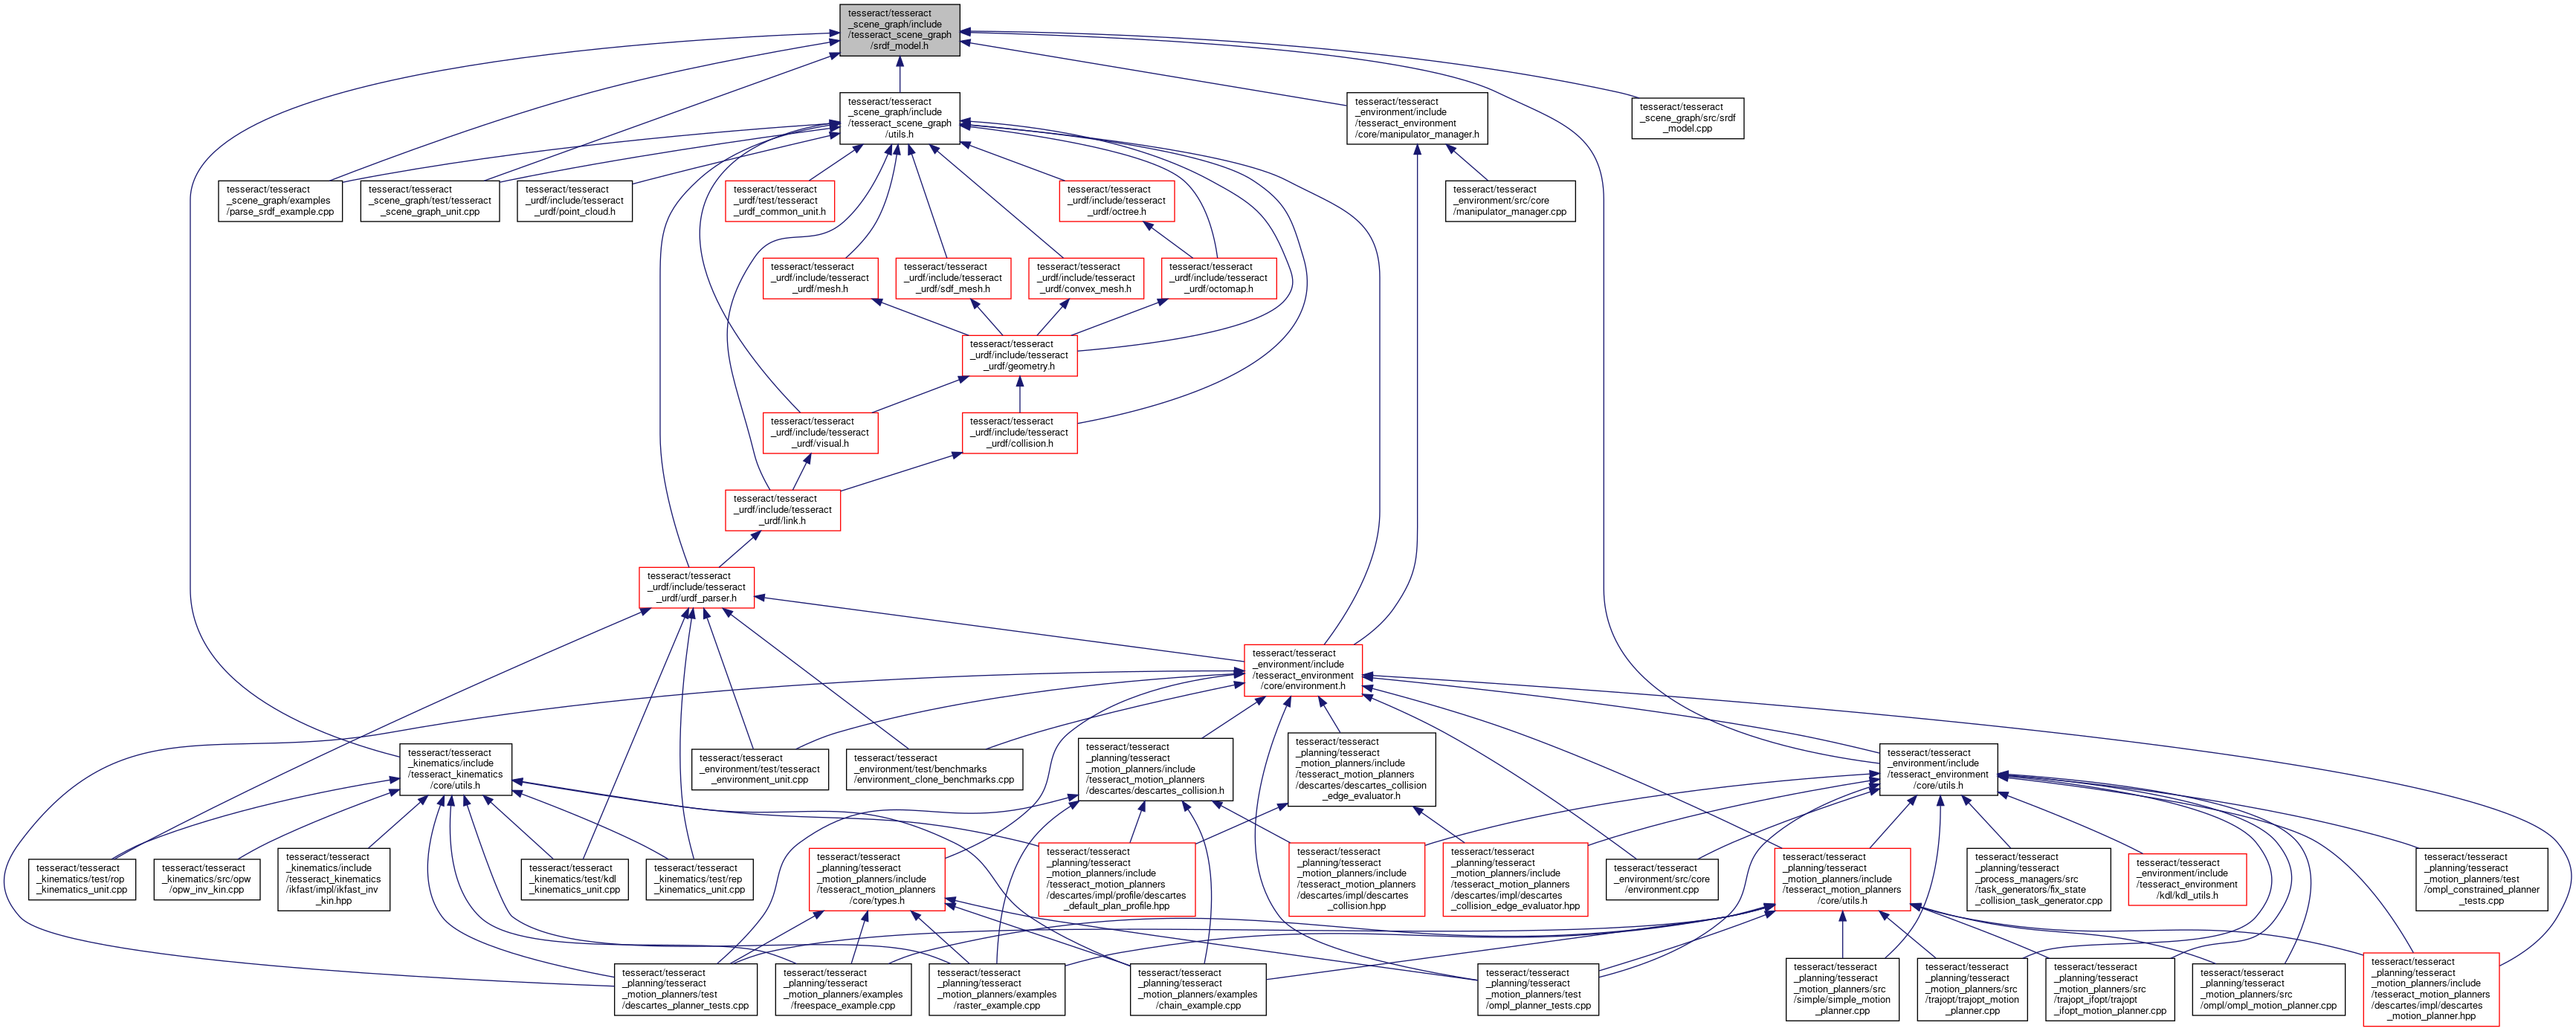 tesseract/tesseract
_scene_graph/include
/tesseract_scene_graph
/srdf_model.h
tesseract/tesseract
_scene_graph/include
/tesseract_scene_graph
/utils.h
tesseract/tesseract
_environment/include
/tesseract_environment
/core/manipulator_manager.h
tesseract/tesseract
_scene_graph/src/srdf
_model.cpp
tesseract/tesseract
_scene_graph/examples
/parse_srdf_example.cpp
tesseract/tesseract
_scene_graph/test/tesseract
_scene_graph_unit.cpp
tesseract/tesseract
_urdf/include/tesseract
_urdf/point_cloud.h
tesseract/tesseract
_urdf/test/tesseract
_urdf_common_unit.h
tesseract/tesseract
_urdf/include/tesseract
_urdf/octree.h
tesseract/tesseract
_environment/src/core
/manipulator_manager.cpp
tesseract/tesseract
_urdf/include/tesseract
_urdf/mesh.h
tesseract/tesseract
_urdf/include/tesseract
_urdf/sdf_mesh.h
tesseract/tesseract
_urdf/include/tesseract
_urdf/convex_mesh.h
tesseract/tesseract
_urdf/include/tesseract
_urdf/octomap.h
tesseract/tesseract
_urdf/include/tesseract
_urdf/geometry.h
tesseract/tesseract
_urdf/include/tesseract
_urdf/visual.h
tesseract/tesseract
_urdf/include/tesseract
_urdf/collision.h
tesseract/tesseract
_urdf/include/tesseract
_urdf/link.h
tesseract/tesseract
_urdf/include/tesseract
_urdf/urdf_parser.h
tesseract/tesseract
_environment/include
/tesseract_environment
/core/environment.h
tesseract/tesseract
_kinematics/include
/tesseract_kinematics
/core/utils.h
tesseract/tesseract
_environment/test/tesseract
_environment_unit.cpp
tesseract/tesseract
_environment/test/benchmarks
/environment_clone_benchmarks.cpp
tesseract/tesseract
_planning/tesseract
_motion_planners/include
/tesseract_motion_planners
/descartes/descartes_collision.h
tesseract/tesseract
_planning/tesseract
_motion_planners/include
/tesseract_motion_planners
/descartes/descartes_collision
_edge_evaluator.h
tesseract/tesseract
_environment/include
/tesseract_environment
/core/utils.h
tesseract/tesseract
_kinematics/test/rop
_kinematics_unit.cpp
tesseract/tesseract
_kinematics/src/opw
/opw_inv_kin.cpp
tesseract/tesseract
_kinematics/include
/tesseract_kinematics
/ikfast/impl/ikfast_inv
_kin.hpp
tesseract/tesseract
_kinematics/test/kdl
_kinematics_unit.cpp
tesseract/tesseract
_kinematics/test/rep
_kinematics_unit.cpp
tesseract/tesseract
_planning/tesseract
_motion_planners/include
/tesseract_motion_planners
/core/types.h
tesseract/tesseract
_planning/tesseract
_motion_planners/include
/tesseract_motion_planners
/descartes/impl/profile/descartes
_default_plan_profile.hpp
tesseract/tesseract
_planning/tesseract
_motion_planners/include
/tesseract_motion_planners
/descartes/impl/descartes
_collision.hpp
tesseract/tesseract
_planning/tesseract
_motion_planners/include
/tesseract_motion_planners
/descartes/impl/descartes
_collision_edge_evaluator.hpp
tesseract/tesseract
_environment/src/core
/environment.cpp
tesseract/tesseract
_planning/tesseract
_motion_planners/include
/tesseract_motion_planners
/core/utils.h
tesseract/tesseract
_planning/tesseract
_process_managers/src
/task_generators/fix_state
_collision_task_generator.cpp
tesseract/tesseract
_environment/include
/tesseract_environment
/kdl/kdl_utils.h
tesseract/tesseract
_planning/tesseract
_motion_planners/test
/ompl_constrained_planner
_tests.cpp
tesseract/tesseract
_planning/tesseract
_motion_planners/test
/descartes_planner_tests.cpp
tesseract/tesseract
_planning/tesseract
_motion_planners/examples
/freespace_example.cpp
tesseract/tesseract
_planning/tesseract
_motion_planners/examples
/raster_example.cpp
tesseract/tesseract
_planning/tesseract
_motion_planners/examples
/chain_example.cpp
tesseract/tesseract
_planning/tesseract
_motion_planners/test
/ompl_planner_tests.cpp
tesseract/tesseract
_planning/tesseract
_motion_planners/src
/simple/simple_motion
_planner.cpp
tesseract/tesseract
_planning/tesseract
_motion_planners/src
/trajopt/trajopt_motion
_planner.cpp
tesseract/tesseract
_planning/tesseract
_motion_planners/src
/trajopt_ifopt/trajopt
_ifopt_motion_planner.cpp
tesseract/tesseract
_planning/tesseract
_motion_planners/src
/ompl/ompl_motion_planner.cpp
tesseract/tesseract
_planning/tesseract
_motion_planners/include
/tesseract_motion_planners
/descartes/impl/descartes
_motion_planner.hpp